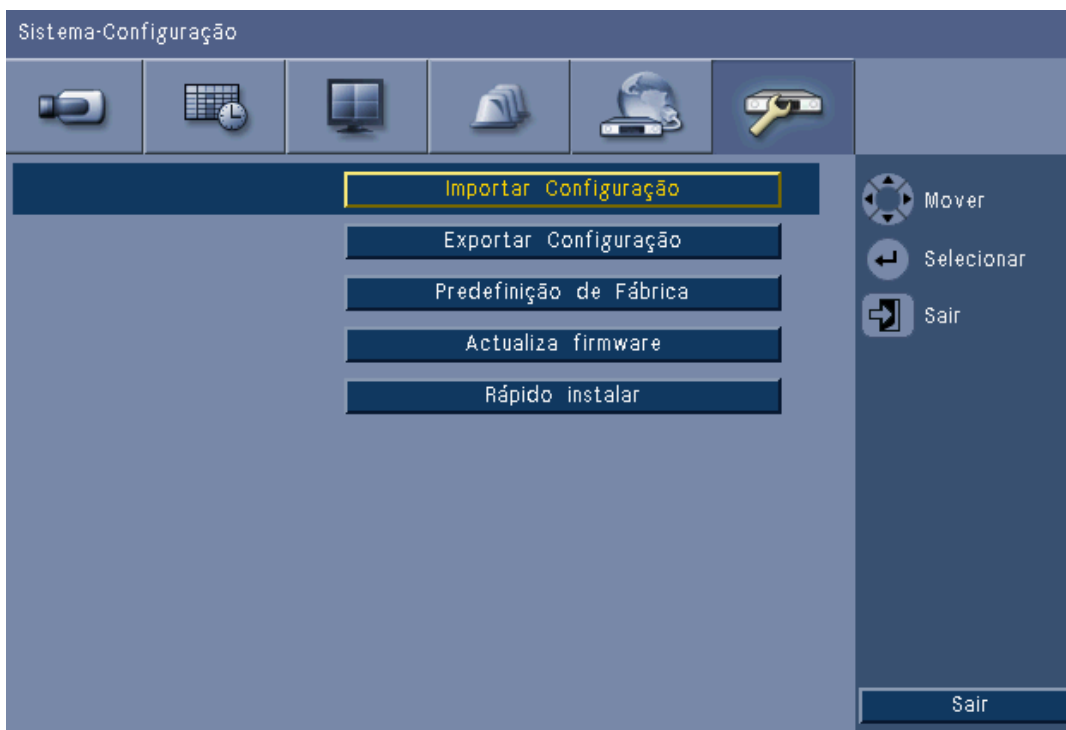 Sistema-Configuração
Importar Configuração
Exportar Configuração
Predefinição de Fábrica
Actualiza firmware
Rápido instalar
Mover
Selecionar
Sair
Sair